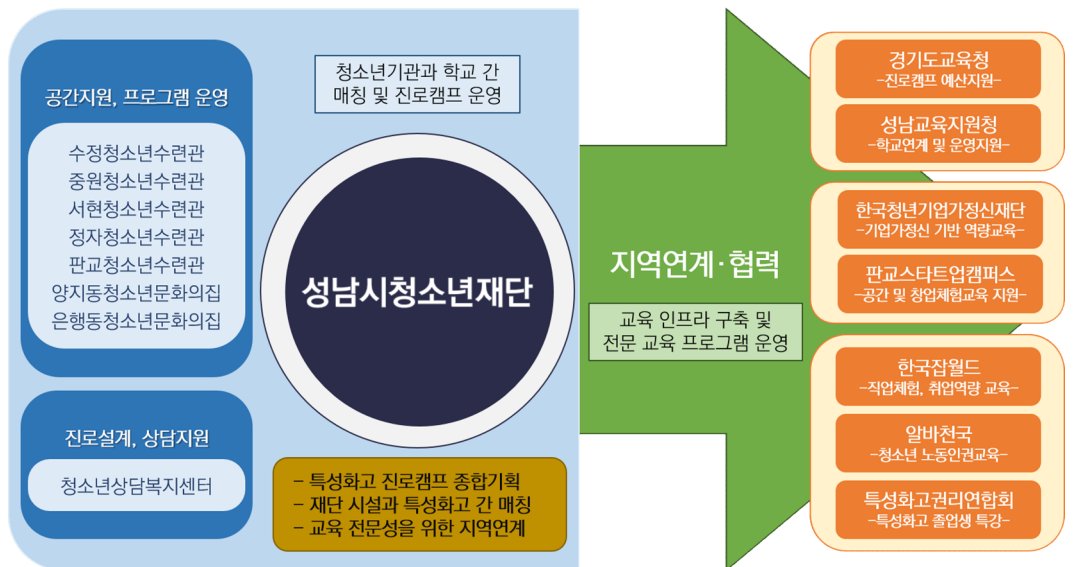 공간지원, 프로그램 운영
수정청소년수련관
중원청소년수련관
서현청소년수련관
정자청소년수련관
판교청소년수련관
양지동청소년문화의집
은행동청소년문화의집
진로설계, 상담지원
청소년상담복지센터
청소년기관과 학교 간
매칭 및 진로캠프 운영
성남시청소년재단
– 특성화고 진로캠프 종합기획
– 재단 시설과 특성화고 간 매칭
– 교육 전문성을 위한 지역연계
지역연계·협력
교육 인프라 구축 및
전문 교육 프로그램 운영
경기도교육청
–진로캠프 예산지원–
성남교육지원청
–학교연계 및 운영지원–
한국청년기업가정신재단
–기업가정신 기반 역량교육–
판교스타트업캠퍼스
–공간 및 창업체험교육 지원–
한국잡월드
–직업체험, 취업역량 교육–
알바천국
–청소년 노동인권교육–
특성화고권리연합회
–특성화고 졸업생 특강–